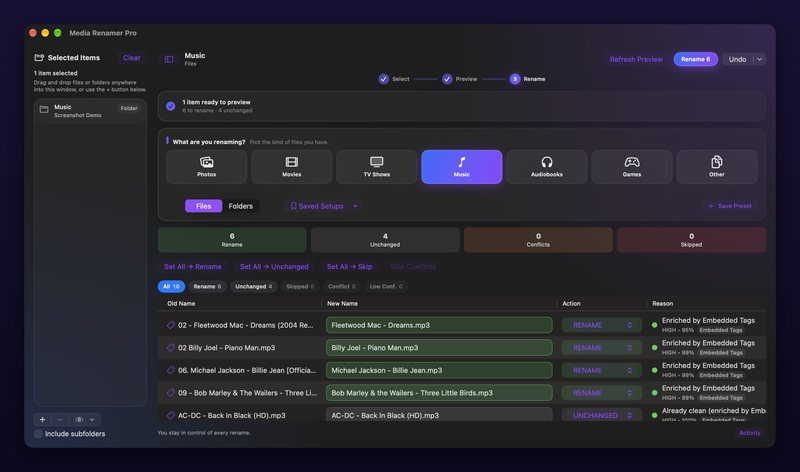 Media Renamer Pro
Selected Items
Clear
1 item selected
Drag and drop files or folders anywhere
into this window, or use the + button below.
Music
Folder
Screenshot Demo
Include subfolders
Music
Files
Refresh Preview
Rename 6
Undo
Select
Preview
3
Rename
1 item ready to preview
6 to rename · 4 unchanged
What are you renaming?
Pick the kind of files you have.
Photos
Movies
TV Shows
Music
Audiobooks
Games
Other
Files
Folders
Saved Setups
+ Save Preset
6
Rename
4
Unchanged
0
Conflicts
0
Skipped
Set All → Rename
Set All → Unchanged
Set All → Skip
Skip Conflicts
All 10
Rename 6
Unchanged 4
Skipped 0
Conflict 0
Low Conf. 0
Old Name
New Name
Action
Reason
02 - Fleetwood Mac - Dreams (2004 Re...
Fleetwood Mac - Dreams.mp3
RENAME
Enriched by Embedded Tags
HIGH • 95% Embedded Tags
02 Billy Joel - Piano Man.mp3
Billy Joel - Piano Man.mp3
RENAME
Enriched by Embedded Tags
HIGH • 99% Embedded Tags
06. Michael Jackson - Billie Jean [Officia...
Michael Jackson - Billie Jean.mp3
RENAME
Enriched by Embedded Tags
HIGH • 99% Embedded Tags
09 - Bob Marley & The Wailers - Three Li...
Bob Marley & the Wailers - Three Little Birds.mp3
RENAME
Enriched by Embedded Tags
HIGH • 99% Embedded Tags
AC-DC - Back In Black (HD).mp3
AC-DC - Back In Black (HD).mp3
UNCHANGED
Already clean (enriched by Embe
HIGH • 100% Embedded Tags
You stay in control of every rename.
Activity